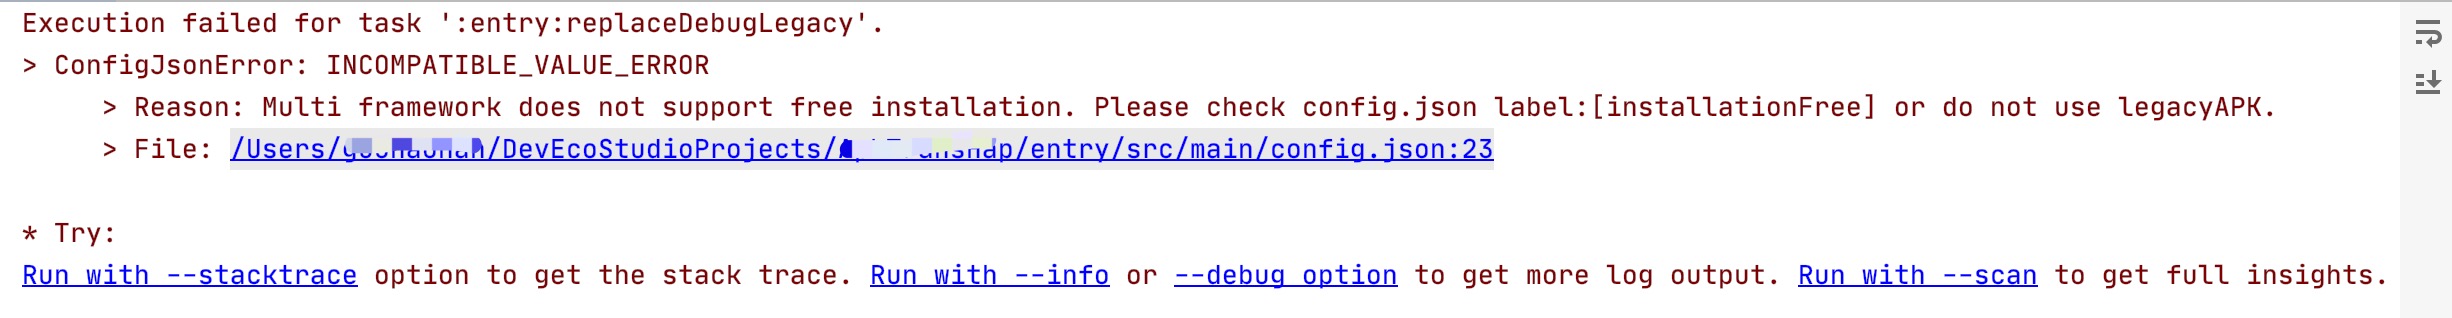 Execution failed for task ':entry:replaceDebugLegacy'.
> ConfigJsonError: INCOMPATIBLE_VALUE_ERROR
> Reason: Multi framework does not support free installation. Please check config.json label:[installationFree] or do not use legacyAPK.
> File: /Users/ /DevEcoStudioProjects/ /entry/src/main/config.json:23
* Try:
Run with --stacktrace option to get the stack trace. Run with --info or --debug option to get more log output. Run with --scan to get full insights.